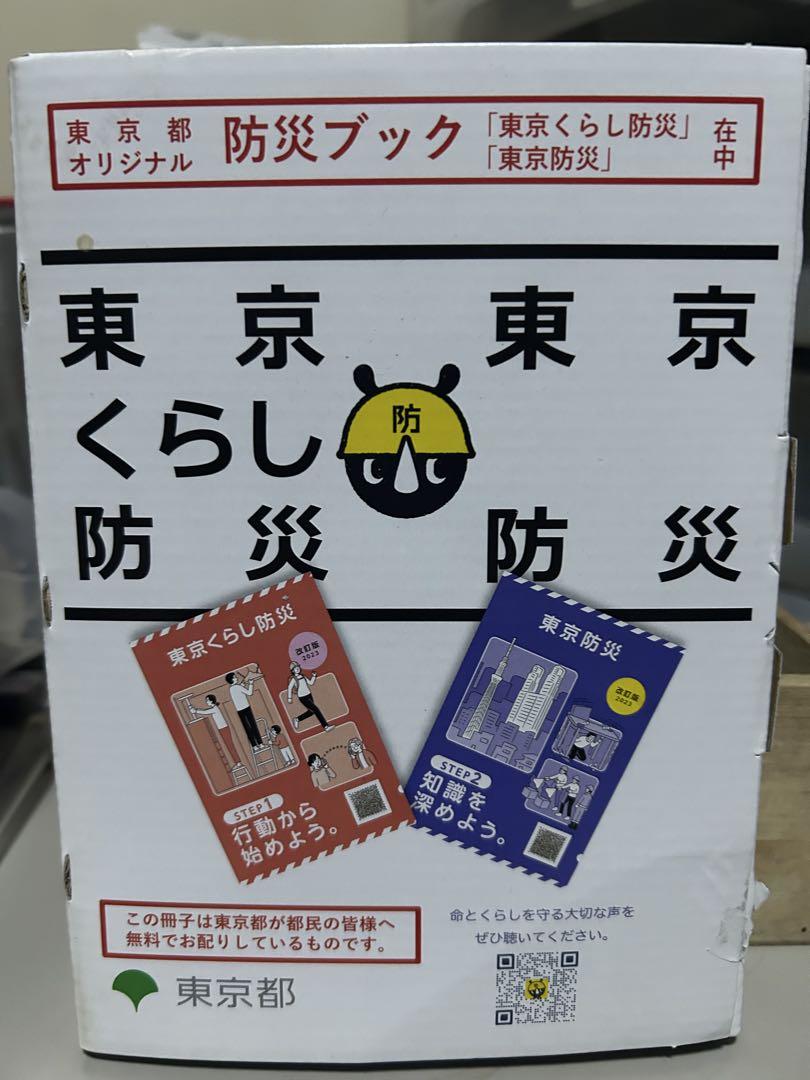 東京都
オリジナル
防災ブック
「東京くらし防災」
「東京防災」
在中
東京
くらし
防災
防
東京
防災
東京くらし防災
改訂版
2023
STEP1
行動から
始めよう。
東京防災
改訂版
2023
STEP2
知識を
深めよう。
この冊子は東京都が都民の皆様へ
無料でお配りしているものです。
東京都
命とくらしを守る大切な声を
ぜひ聴いてください。